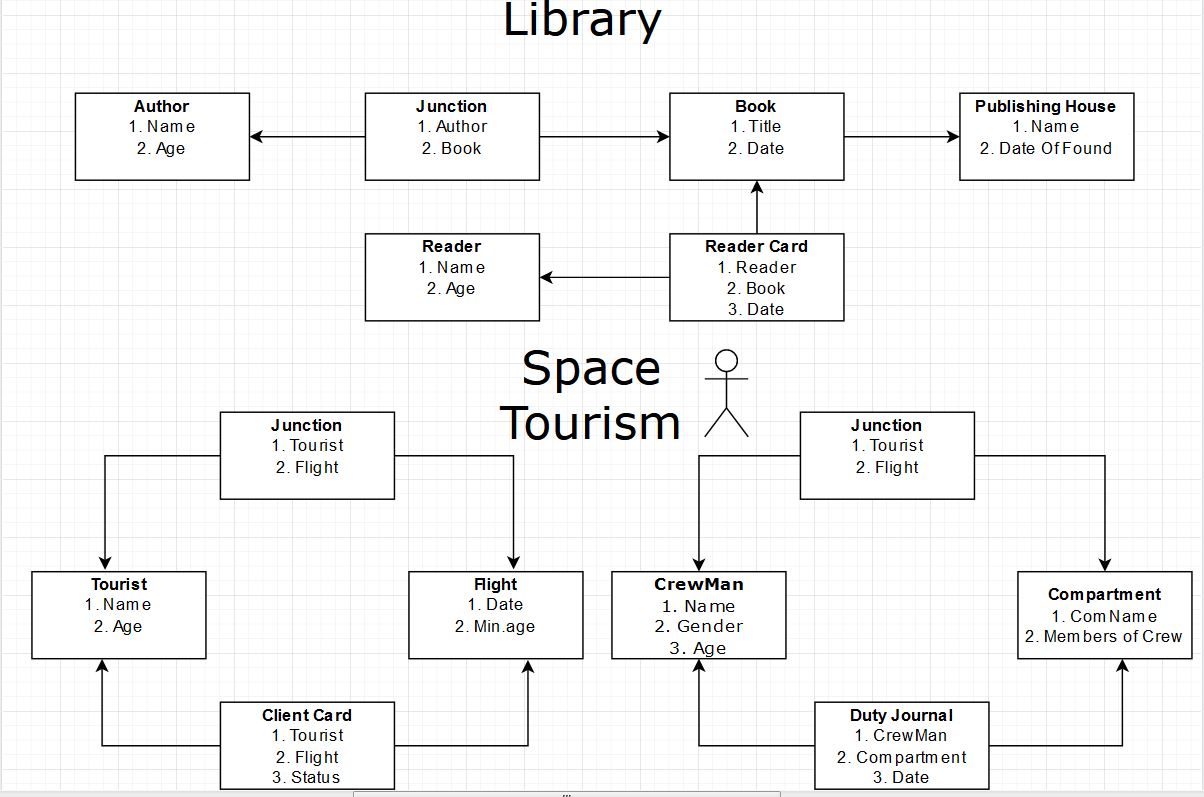 Library
Author
1. Name
2. Age
Junction
1. Author
2. Book
Book
1. Title
2. Date
Publishing House
1. Name
2. Date Of Found
Reader
1. Name
2. Age
Reader Card
1. Reader
2. Book
3. Date
Space
Tourism
Junction
1. Tourist
2. Flight
Junction
1. Tourist
2. Flight
Tourist
1. Name
2. Age
Flight
1. Date
2. Min.age
CrewMan
1. Name
2. Gender
3. Age
Compartment
1. ComName
2. Members of Crew
Client Card
1. Tourist
2. Flight
3. Status
Duty Journal
1. CrewMan
2. Compartment
3. Date